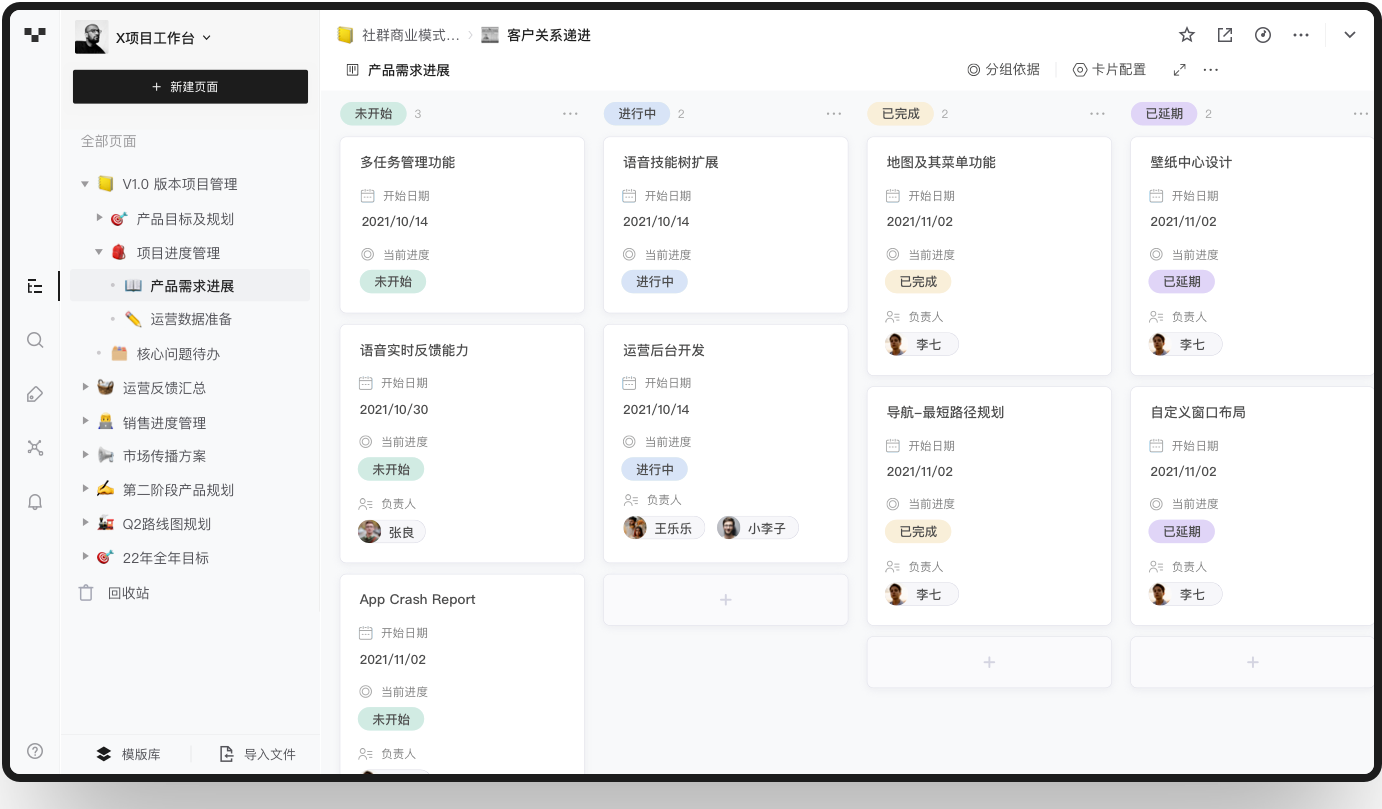 X项目工作台
+ 新建页面
全部页面
V1.0 版本项目管理
产品目标及规划
项目进度管理
产品需求进展
运营数据准备
核心问题待办
运营反馈汇总
销售进度管理
市场传播方案
第二阶段产品规划
Q2路线图规划
22年全年目标
回收站
模版库
导入文件
社群商业模式... › 客户关系递进
产品需求进展
分组依据
卡片配置
未开始 3
多任务管理功能
开始日期
2021/10/14
当前进度
未开始
语音实时反馈能力
开始日期
2021/10/30
当前进度
未开始
负责人
张良
App Crash Report
开始日期
2021/11/02
当前进度
未开始
负责人
进行中 2
语音技能树扩展
开始日期
2021/10/14
当前进度
进行中
运营后台开发
开始日期
2021/10/14
当前进度
进行中
负责人
王乐乐 小李子
+
已完成 2
地图及其菜单功能
开始日期
2021/11/02
当前进度
已完成
负责人
李七
导航-最短路径规划
开始日期
2021/11/02
当前进度
已完成
负责人
李七
+
已延期 2
壁纸中心设计
开始日期
2021/11/02
当前进度
已延期
负责人
李七
自定义窗口布局
开始日期
2021/11/02
当前进度
已延期
负责人
李七
+